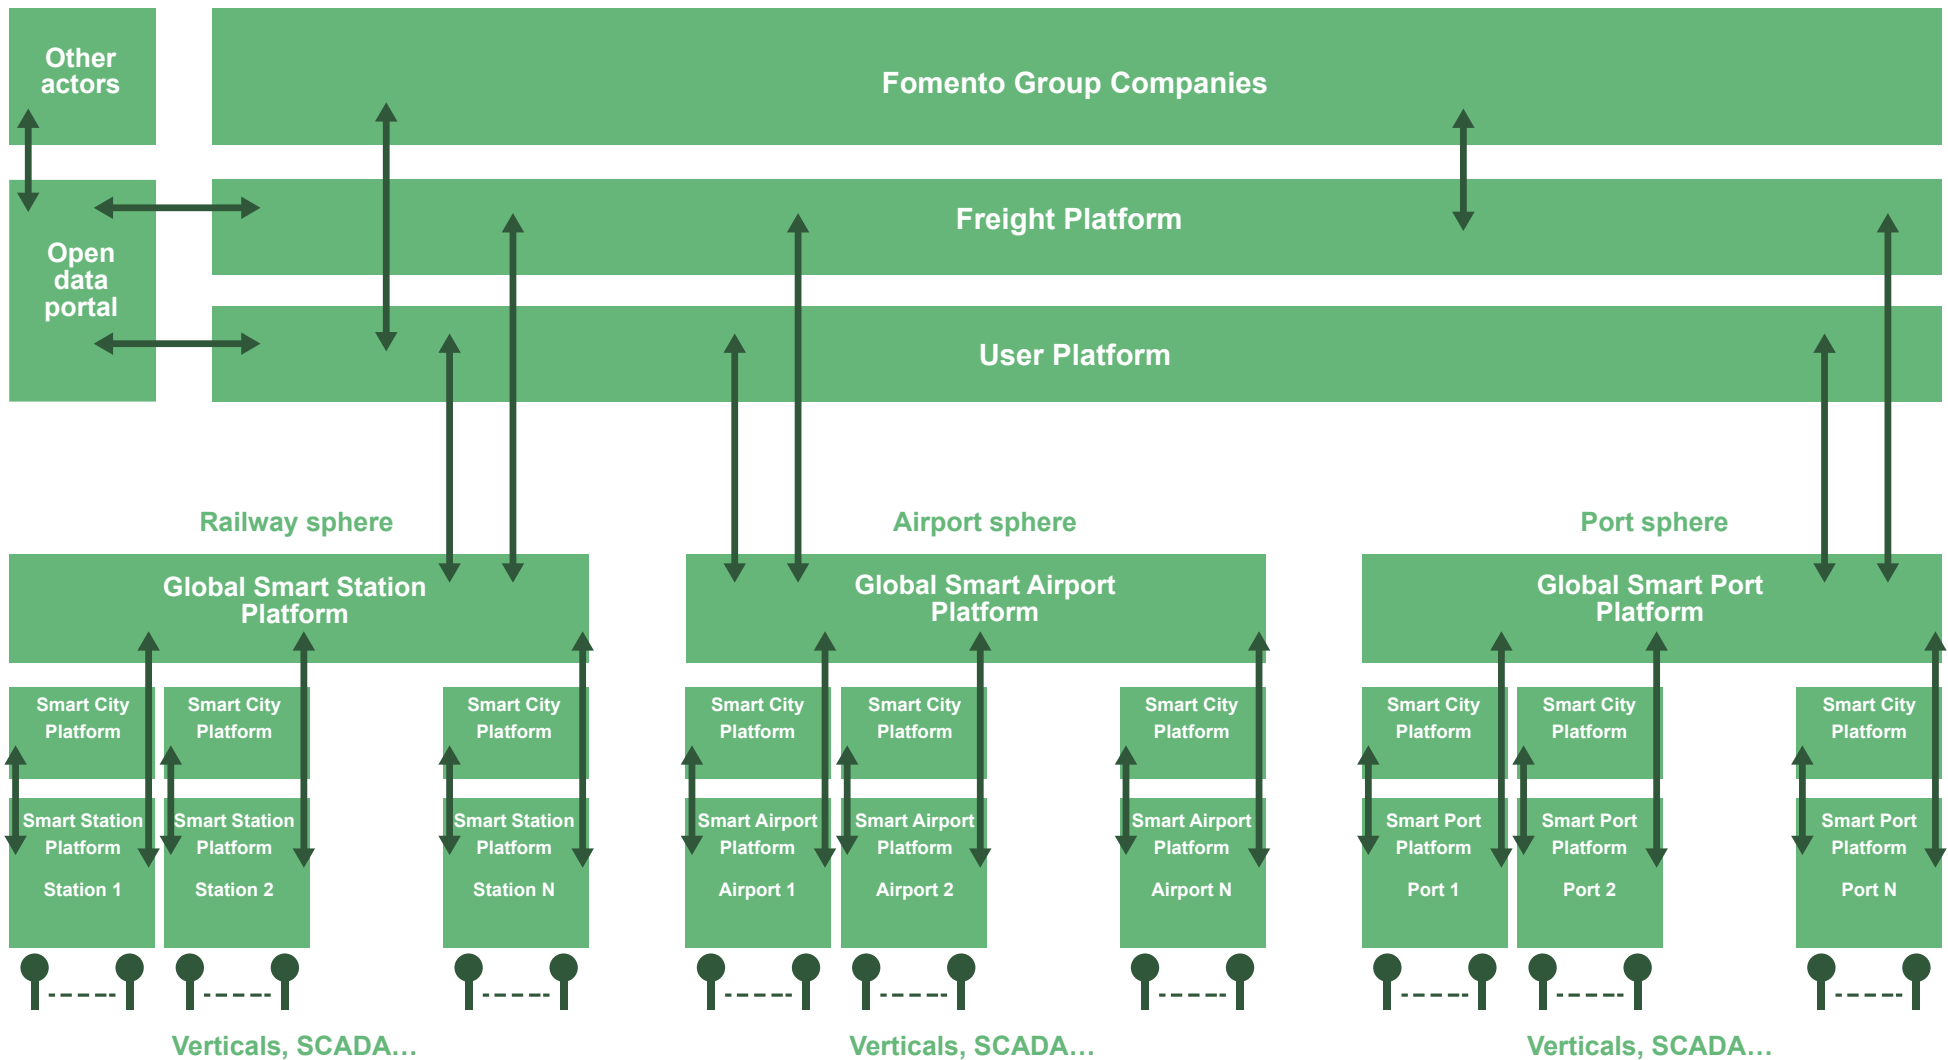 Other
actors
Fomento Group Companies
Freight Platform
Open
data
portal
User Platform
Railway sphere
Airport sphere
Port sphere
Global Smart Station
Platform
Global Smart Airport
Platform
Global Smart Port
Platform
Smart City
Platform
Smart City
Platform
Smart City
Platform
Smart City
Platform
Smart City
Platform
Smart City
Platform
Smart City
Platform
Smart City
Platform
Smart City
Platform
Smart Station
Platform
Station 1
Smart Station
Platform
Station 2
Smart Station
Platform
Station N
Smart Airport
Platform
Airport 1
Smart Airport
Platform
Airport 2
Smart Airport
Platform
Airport N
Smart Port
Platform
Port 1
Smart Port
Platform
Port 2
Smart Port
Platform
Port N
Verticals, SCADA…
Verticals, SCADA…
Verticals, SCADA…